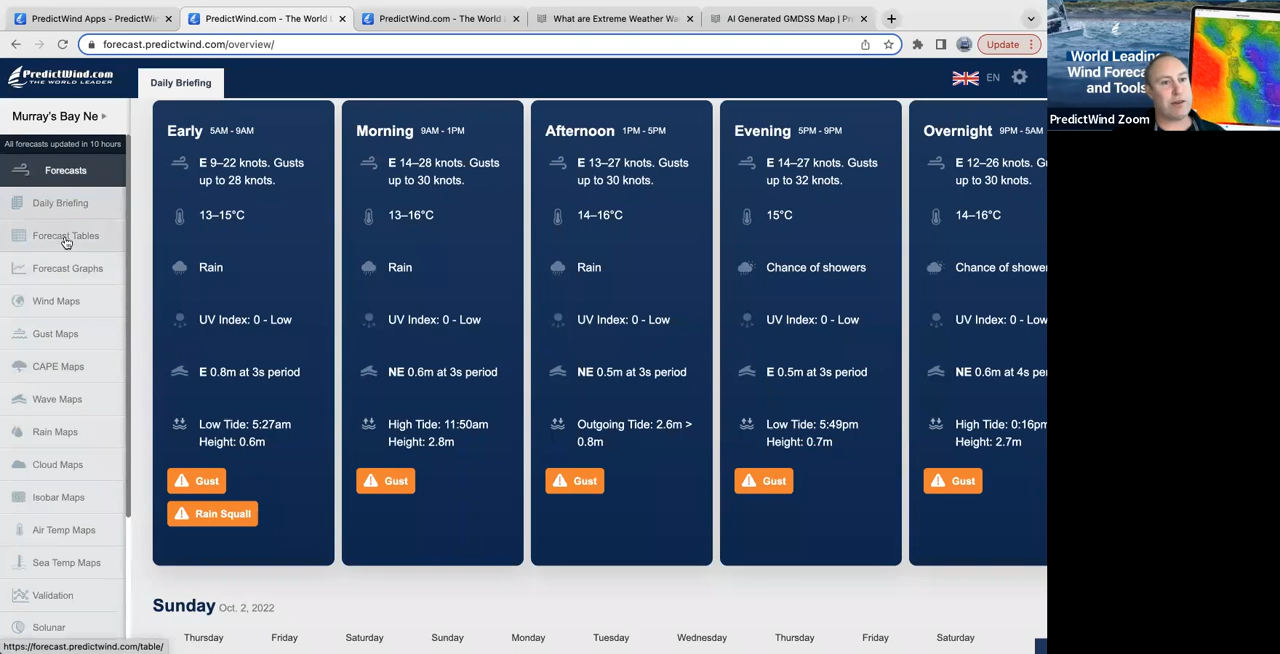 PredictWind Apps - PredictWin
PredictWind.com - The World L
PredictWind.com - The World L
What are Extreme Weather Wa
AI Generated GMDSS Map | Pr
forecast.predictwind.com/overview/
Update
PredictWind.com
THE WORLD LEADER
Daily Briefing
EN
Murray's Bay Ne
All forecasts updated in 10 hours
Forecasts
Daily Briefing
Forecast Tables
Forecast Graphs
Wind Maps
Gust Maps
CAPE Maps
Wave Maps
Rain Maps
Cloud Maps
Isobar Maps
Air Temp Maps
Sea Temp Maps
Validation
Solunar
https://forecast.predictwind.com/table/
Early 5AM - 9AM
E 9–22 knots. Gusts
up to 28 knots.
13–15°C
Rain
UV Index: 0 - Low
E 0.8m at 3s period
Low Tide: 5:27am
Height: 0.6m
Gust
Rain Squall
Morning 9AM - 1PM
E 14–28 knots. Gusts
up to 30 knots.
13–16°C
Rain
UV Index: 0 - Low
NE 0.6m at 3s period
High Tide: 11:50am
Height: 2.8m
Gust
Afternoon 1PM - 5PM
E 13–27 knots. Gusts
up to 30 knots.
14–16°C
Rain
UV Index: 0 - Low
NE 0.5m at 3s period
Outgoing Tide: 2.6m >
0.8m
Gust
Evening 5PM - 9PM
E 14–27 knots. Gusts
up to 32 knots.
15°C
Chance of showers
UV Index: 0 - Low
E 0.5m at 3s period
Low Tide: 5:49pm
Height: 0.7m
Gust
Overnight 9PM - 5AM
E 12–26 knots. Gu
up to 30 knots.
14–16°C
Chance of showe
UV Index: 0 - Low
NE 0.6m at 4s pe
High Tide: 0:16pm
Height: 2.7m
Gust
Sunday Oct. 2, 2022
Thursday Friday Saturday Sunday Monday Tuesday Wednesday Thursday Friday Saturday
World Leading
Wind Foreca
and Tools
PredictWind Zoom